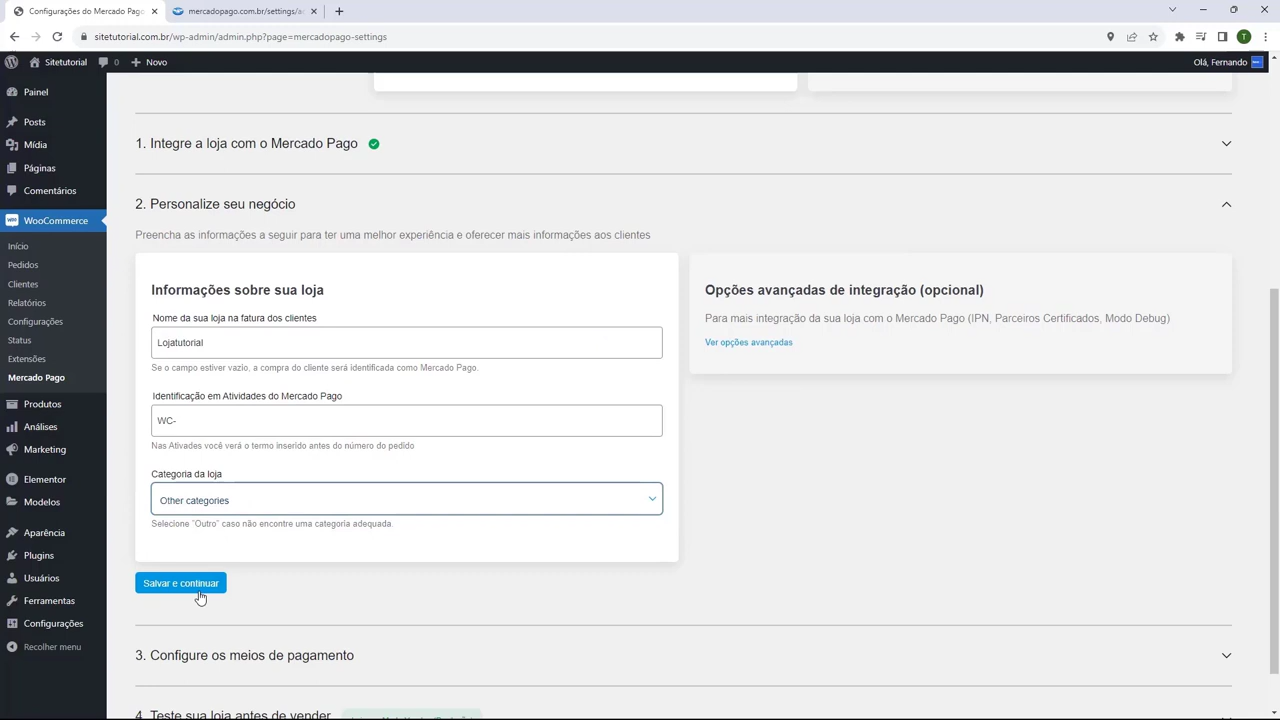 Configurações do Mercado Pago
mercadopago.com.br/settings/a
sitetutorial.com.br/wp-admin/admin.php?page=mercadopago-settings
T
Sitetutorial
0
Novo
Olá, Fernando
Painel
Posts
Mídia
Páginas
Comentários
WooCommerce
Início
Pedidos
Clientes
Relatórios
Configurações
Status
Extensões
Mercado Pago
Produtos
Análises
Marketing
Elementor
Modelos
Aparência
Plugins
Usuários
Ferramentas
Configurações
Recolher menu
1. Integre a loja com o Mercado Pago
2. Personalize seu negócio
Preencha as informações a seguir para ter uma melhor experiência e oferecer mais informações aos clientes
Informações sobre sua loja
Nome da sua loja na fatura dos clientes
Lojatutorial
Se o campo estiver vazio, a compra do cliente será identificada como Mercado Pago.
Identificação em Atividades do Mercado Pago
WC-
Nas Ativades você verá o termo inserido antes do número do pedido
Categoria da loja
Other categories
Selecione "Outro" caso não encontre uma categoria adequada.
Salvar e continuar
Opções avançadas de integração (opcional)
Para mais integração da sua loja com o Mercado Pago (IPN, Parceiros Certificados, Modo Debug)
Ver opções avançadas
3. Configure os meios de pagamento
4. Teste sua loja antes de vender